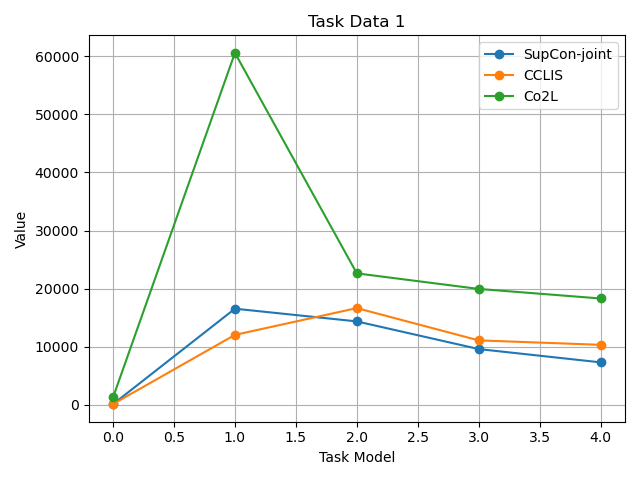 Task Data 1
SupCon-joint
CCLIS
Co2L
Value
60000
50000
40000
30000
20000
10000
0
0.0 0.5 1.0 1.5 2.0 2.5 3.0 3.5 4.0
Task Model